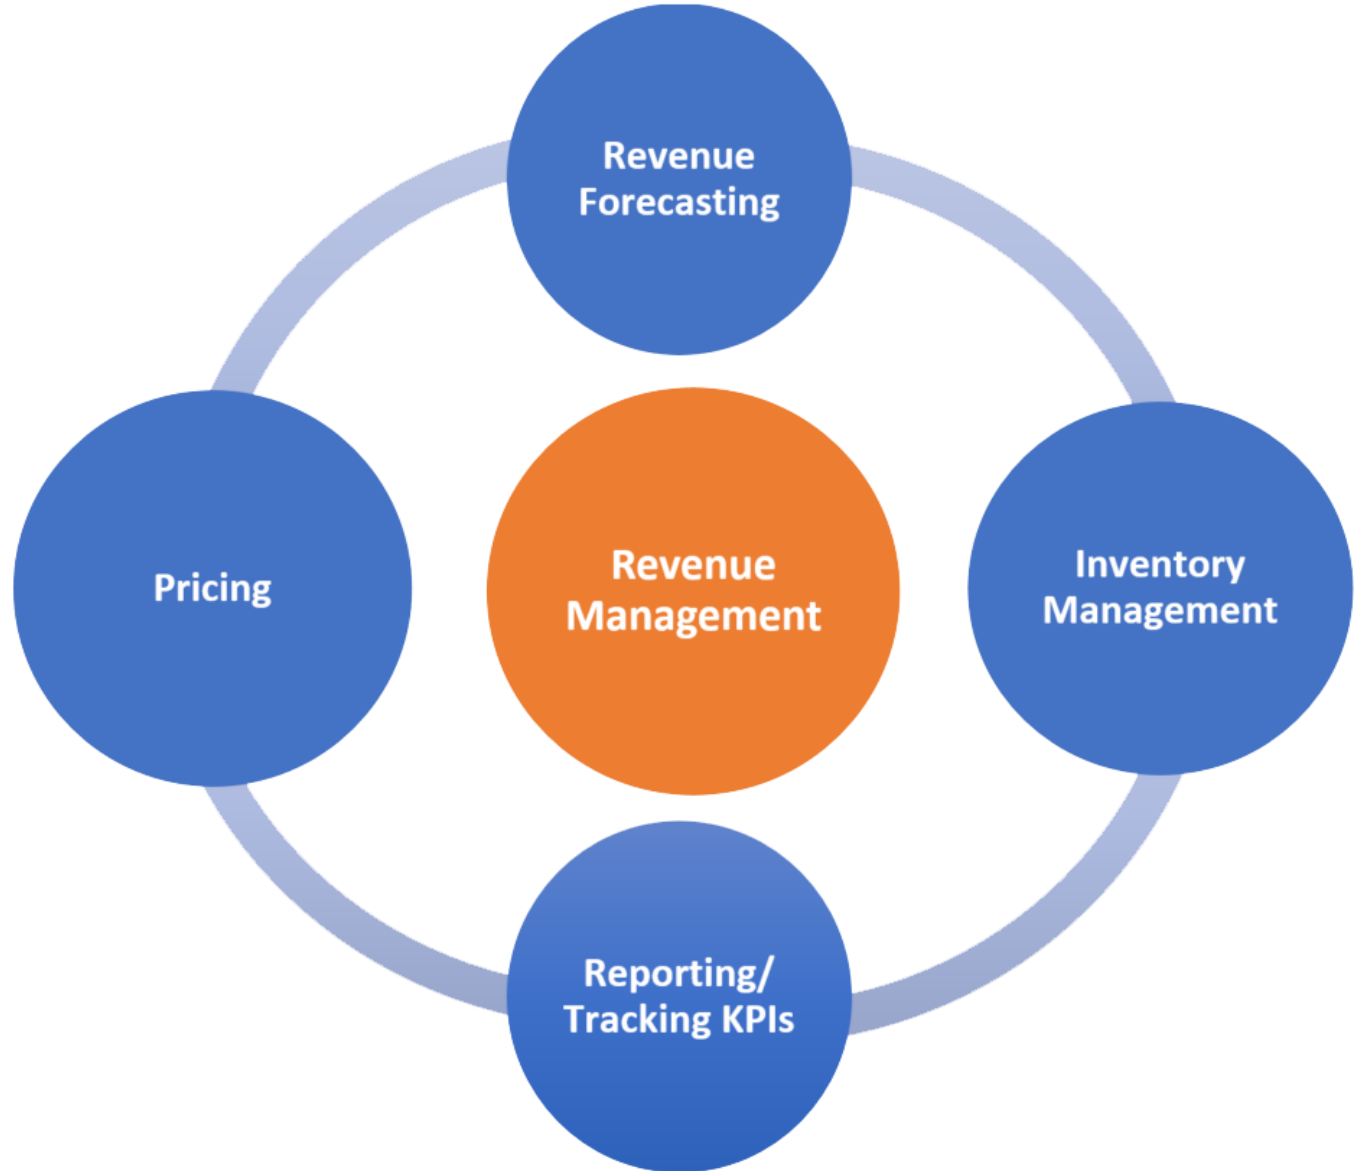 Revenue
Forecasting
Pricing
Revenue
Management
Inventory
Management
Reporting/
Tracking KPIs